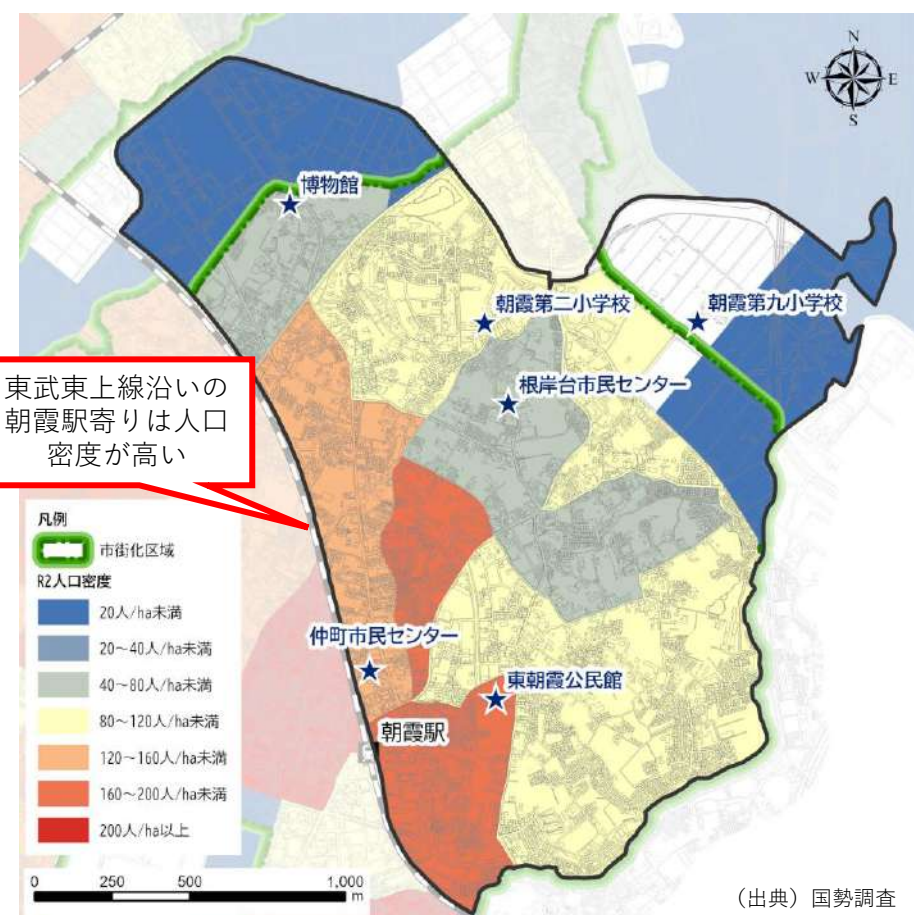 N
W
E
S
博物館
朝霞第二小学校
朝霞第九小学校
根岸台市民センター
東武東上線沿いの
朝霞駅寄りは人口
密度が高い
仲町市民センター
東朝霞公民館
朝霞駅
凡例
市街化区域
R2人口密度
20人/ha未満
20~40人/ha未満
40~80人/ha未満
80~120人/ha未満
120~160人/ha未満
160~200人/ha未満
200人/ha以上
0 250 500 1,000
m
(出典)国勢調査